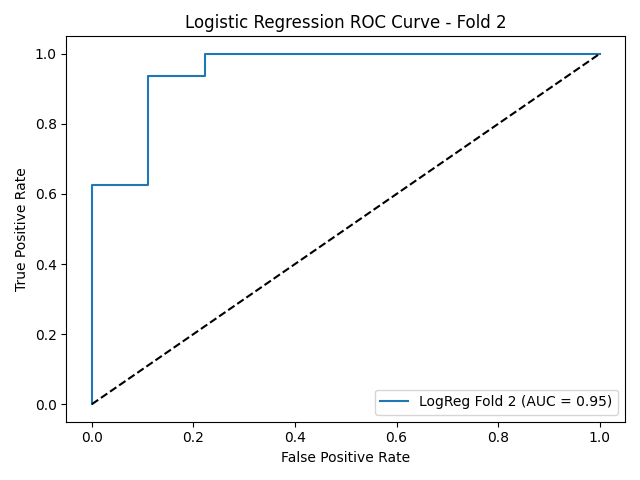 Logistic Regression ROC Curve - Fold 2
True Positive Rate
1.0
0.8
0.6
0.4
0.2
0.0
0.0 0.2 0.4 0.6 0.8 1.0
False Positive Rate
LogReg Fold 2 (AUC = 0.95)